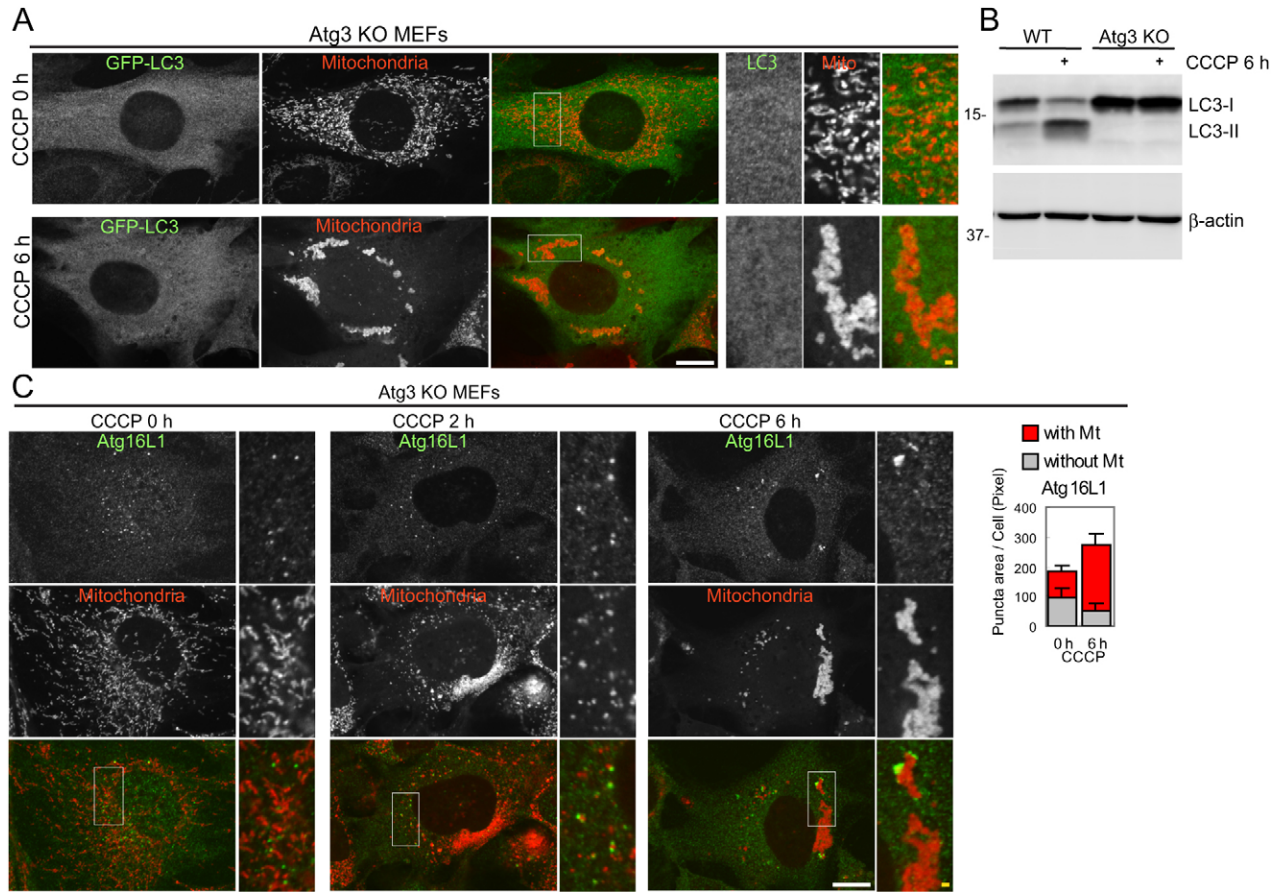 A
Atg3 KO MEFs
GFP-LC3
Mitochondria
LC3
Mito
CCCP 0 h
GFP-LC3
Mitochondria
CCCP 6 h
B
WT
Atg3 KO
+
+
CCCP 6 h
15-
LC3-I
LC3-II
37-
β-actin
C
Atg3 KO MEFs
CCCP 0 h
CCCP 2 h
CCCP 6 h
Atg16L1
Atg16L1
Atg16L1
Mitochondria
Mitochondria
Mitochondria
with Mt
without Mt
Atg16L1
Puncta area / Cell (Pixel)
400
300
200
100
0
0 h
6 h
CCCP